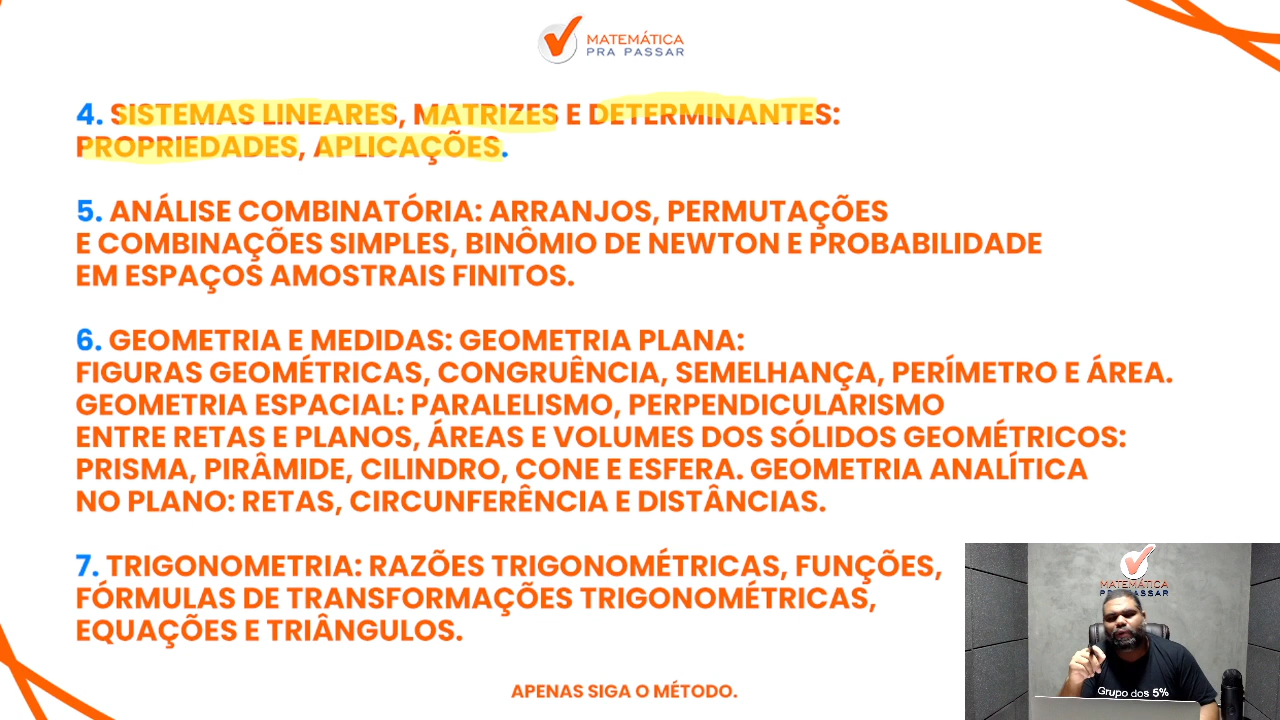 MATEMÁTICA
PRA PASSAR
4. SISTEMAS LINEARES, MATRIZES E DETERMINANTES:
PROPRIEDADES, APLICAÇÕES.
5. ANÁLISE COMBINATÓRIA: ARRANJOS, PERMUTAÇÕES
E COMBINAÇÕES SIMPLES, BINÔMIO DE NEWTON E PROBABILIDADE
EM ESPAÇOS AMOSTRAIS FINITOS.
6. GEOMETRIA E MEDIDAS: GEOMETRIA PLANA:
FIGURAS GEOMÉTRICAS, CONGRUÊNCIA, SEMELHANÇA, PERÍMETRO E ÁREA.
GEOMETRIA ESPACIAL: PARALELISMO, PERPENDICULARISMO
ENTRE RETAS E PLANOS, ÁREAS E VOLUMES DOS SÓLIDOS GEOMÉTRICOS:
PRISMA, PIRÂMIDE, CILINDRO, CONE E ESFERA. GEOMETRIA ANALÍTICA
NO PLANO: RETAS, CIRCUNFERÊNCIA E DISTÂNCIAS.
7. TRIGONOMETRIA: RAZÕES TRIGONOMÉTRICAS, FUNÇÕES,
FÓRMULAS DE TRANSFORMAÇÕES TRIGONOMÉTRICAS,
EQUAÇÕES E TRIÂNGULOS.
MATEMÁTICA
PRA PASSAR
Grupo dos 5%
APENAS SIGA O MÉTODO.